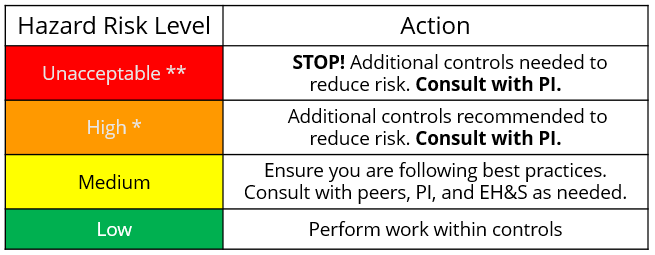 Hazard Risk Level Action
Unacceptable ** STOP! Additional controls needed to
reduce risk. Consult with PI.
High * Additional controls recommended to
reduce risk. Consult with PI.
Medium Ensure you are following best practices.
Consult with peers, PI, and EH&S as needed.
Low Perform work within controls